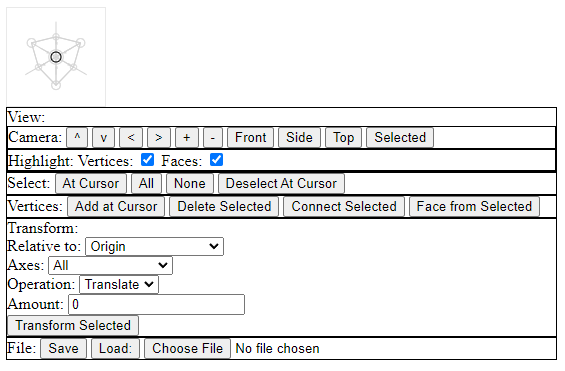 View:
Camera: ^ v < > + - Front Side Top Selected
Highlight: Vertices: Faces:
Select: At Cursor All None Deselect At Cursor
Vertices: Add at Cursor Delete Selected Connect Selected Face from Selected
Transform:
Relative to: Origin
Axes: All
Operation: Translate
Amount: 0
Transform Selected
File: Save Load: Choose File No file chosen